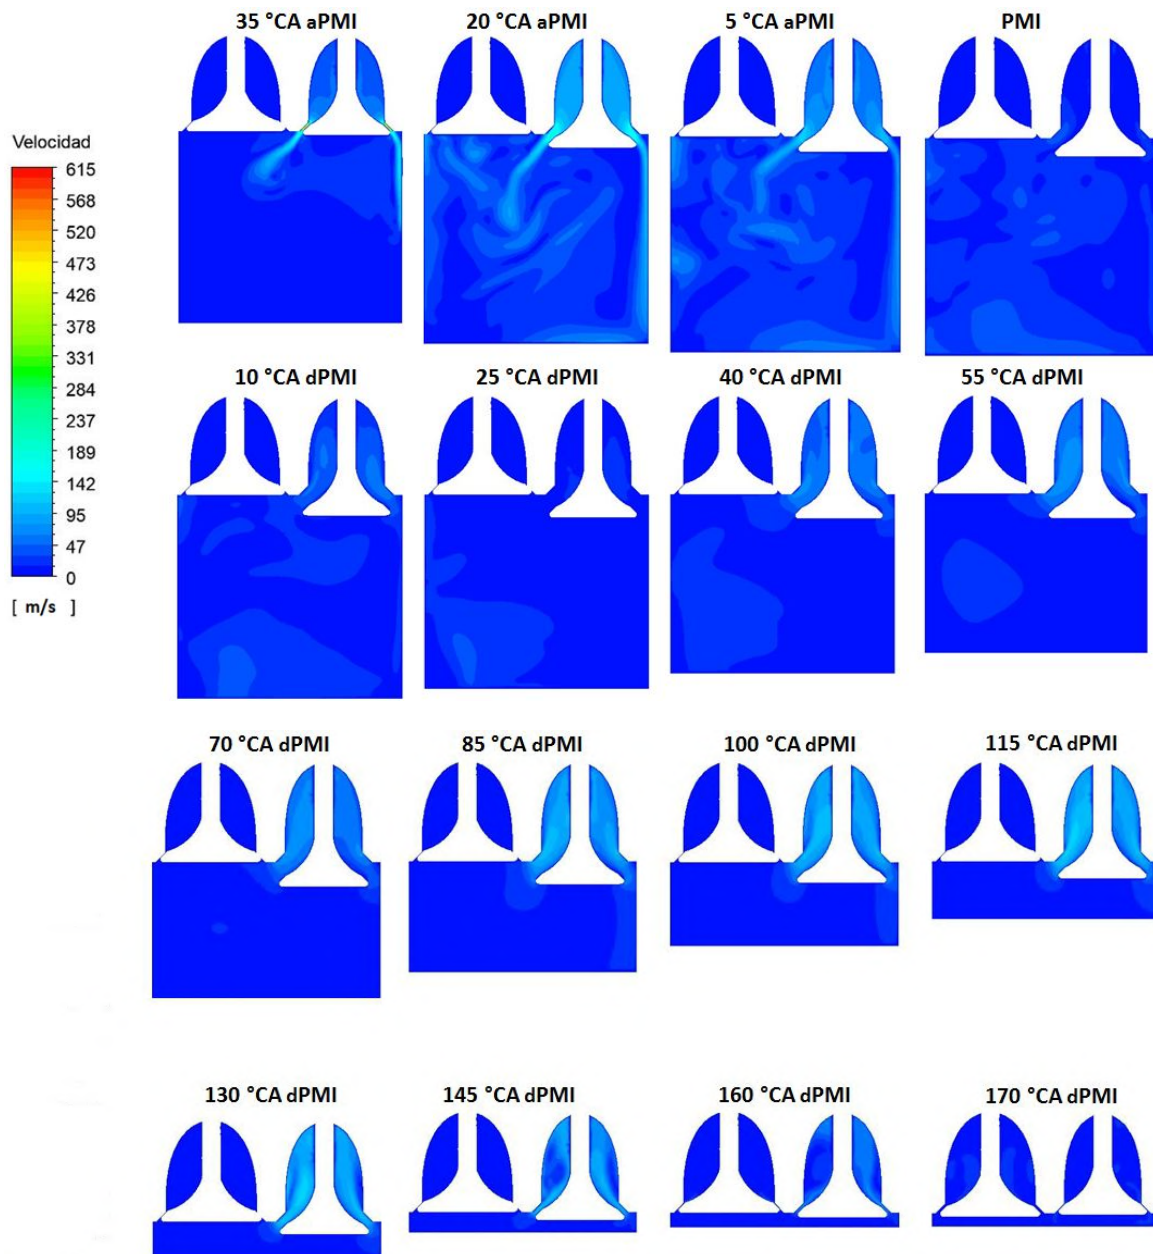 35 °CA aPMI
20 °CA aPMI
5 °CA aPMI
PMI
Velocidad
615
568
520
473
426
378
331
284
237
189
142
95
47
0
[ m/s ]
10 °CA dPMI
25 °CA dPMI
40 °CA dPMI
55 °CA dPMI
70 °CA dPMI
85 °CA dPMI
100 °CA dPMI
115 °CA dPMI
130 °CA dPMI
145 °CA dPMI
160 °CA dPMI
170 °CA dPMI